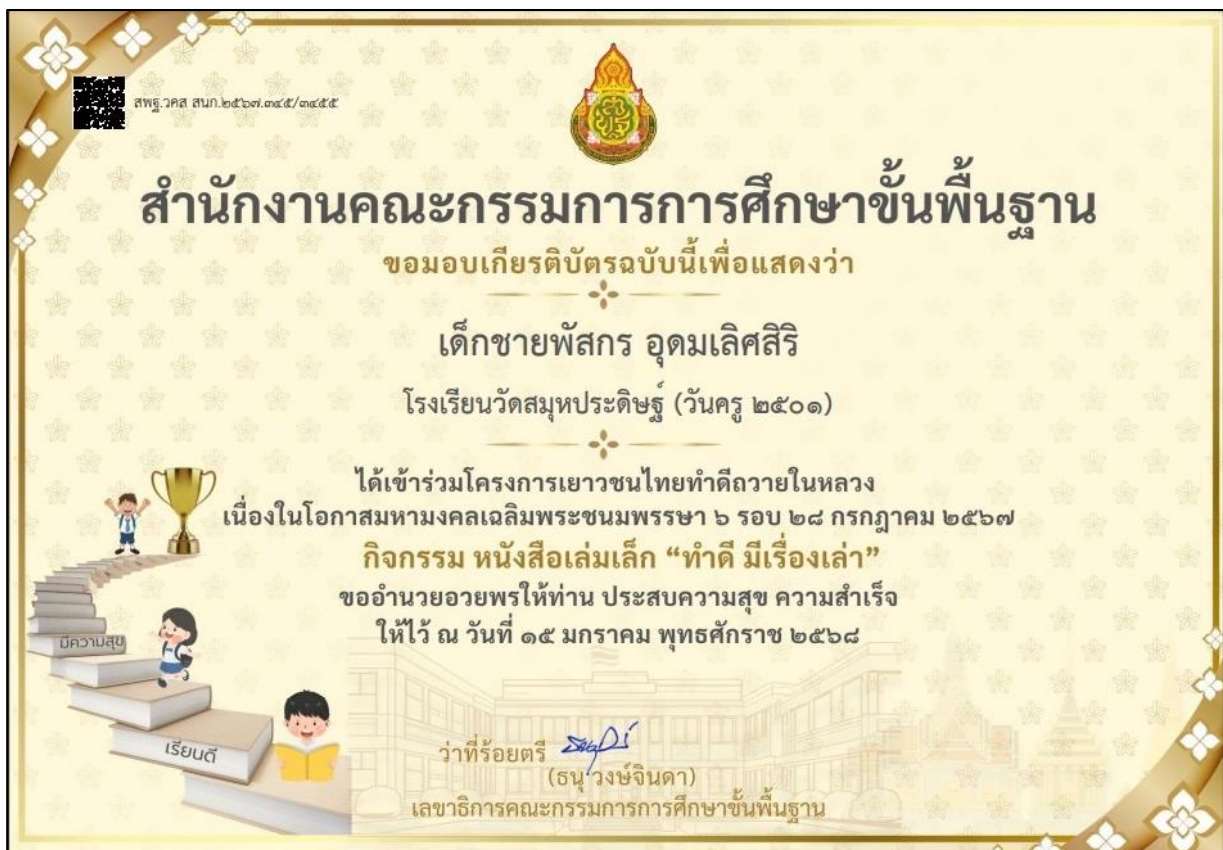 สพฐ.วคส สนก.๒๕๖๗.๓๔๕/๓๔๕๕
สำนักงานคณะกรรมการการศึกษาขั้นพื้นฐาน
ขอมอบเกียรติบัตรฉบับนี้เพื่อแสดงว่า
เด็กชายพัสกร อุดมเลิศสิริ
โรงเรียนวัดสมุหประดิษฐ์ (วันครู ๒๕๐๑)
ได้เข้าร่วมโครงการเยาวชนไทยทำดีถวายในหลวง
เนื่องในโอกาสมหามงคลเฉลิมพระชนมพรรษา ๖ รอบ ๒๘ กรกฎาคม ๒๕๖๗
กิจกรรม หนังสือเล่มเล็ก “ทำดี มีเรื่องเล่า”
ขออำนวยอวยพรให้ท่าน ประสบความสุข ความสำเร็จ
ให้ไว้ ณ วันที่ ๑๕ มกราคม พุทธศักราช ๒๕๖๘
มีความสุข
เรียนดี
ว่าที่ร้อยตรี
(ธนุ วงษ์จินดา)
เลขาธิการคณะกรรมการการศึกษาขั้นพื้นฐาน